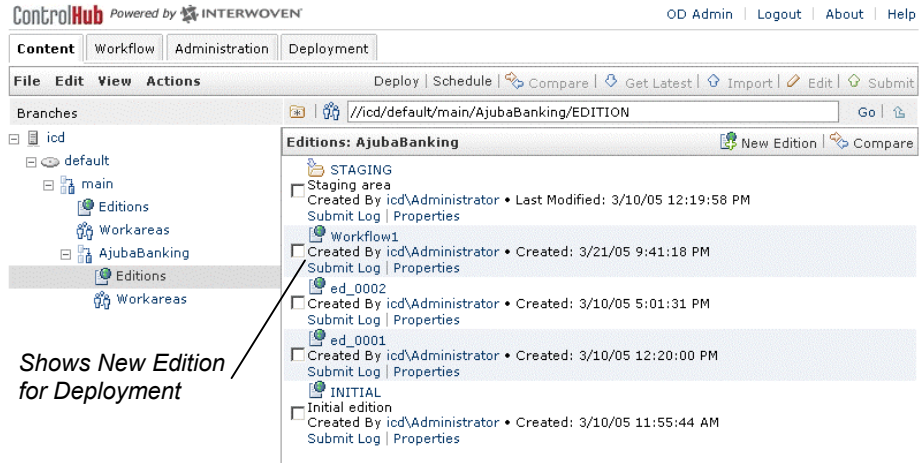 ControlHub Powered by INTERWOVEN OD Admin | Logout | About | Help
Content Workflow Administration Deployment
File Edit View Actions Deploy | Schedule | Compare | Get Latest | Import | Edit | Submit
Branches //icd/default/main/AjubaBanking/EDITION Go
icd
default
main
Editions
Workareas
AjubaBanking
Editions
Workareas
Shows New Edition
for Deployment
Editions: AjubaBanking New Edition | Compare
STAGING
Staging area
Created By icd\Administrator • Last Modified: 3/10/05 12:19:58 PM
Submit Log | Properties
Workflow1
Created By icd\Administrator • Created: 3/21/05 9:41:18 PM
Submit Log | Properties
ed_0002
Created By icd\Administrator • Created: 3/10/05 5:01:31 PM
Submit Log | Properties
ed_0001
Created By icd\Administrator • Created: 3/10/05 12:20:00 PM
Submit Log | Properties
INITIAL
Initial edition
Created By icd\Administrator • Created: 3/10/05 11:55:44 AM
Submit Log | Properties